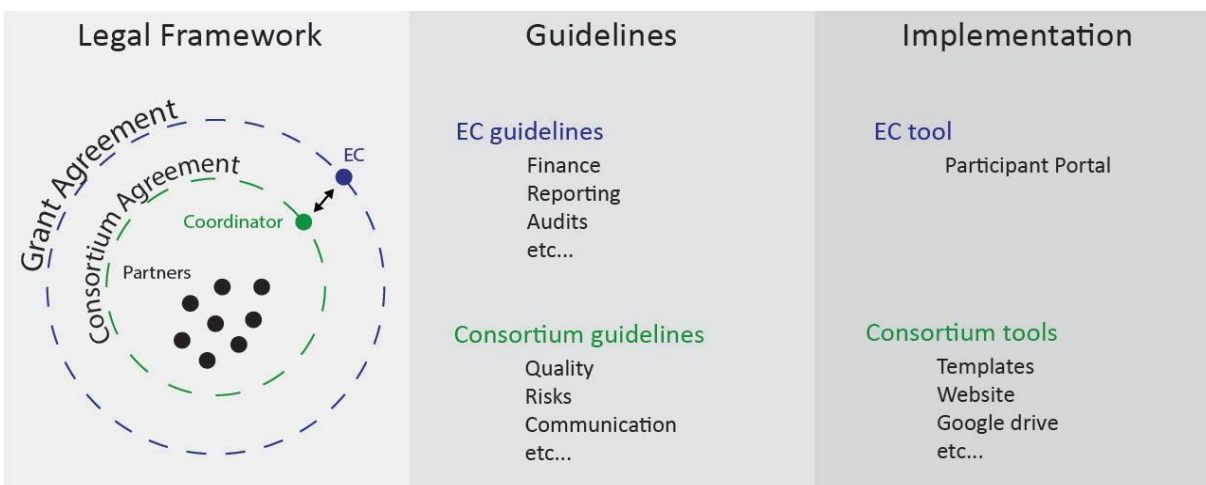 Legal Framework
Grant Agreement
Consortium Agreement
EC
Coordinator
Partners
Guidelines
EC guidelines
Finance
Reporting
Audits
etc...
Consortium guidelines
Quality
Risks
Communication
etc...
Implementation
EC tool
Participant Portal
Consortium tools
Templates
Website
Google drive
etc...